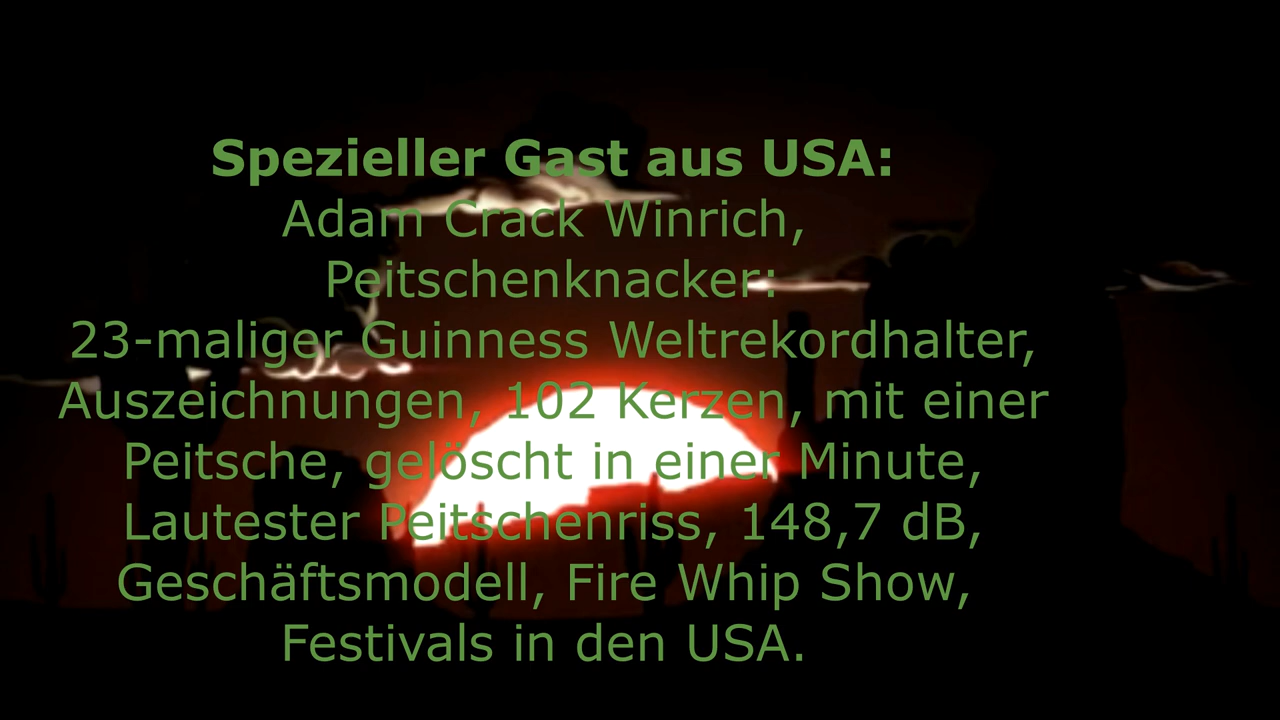 Spezieller Gast aus USA:
Adam Crack Winrich,
Peitschenknacker:
23-maliger Guinness Weltrekordhalter,
Auszeichnungen, 102 Kerzen, mit einer
Peitsche, gelöscht in einer Minute,
Lautester Peitschenriss, 148,7 dB,
Geschäftsmodell, Fire Whip Show,
Festivals in den USA.